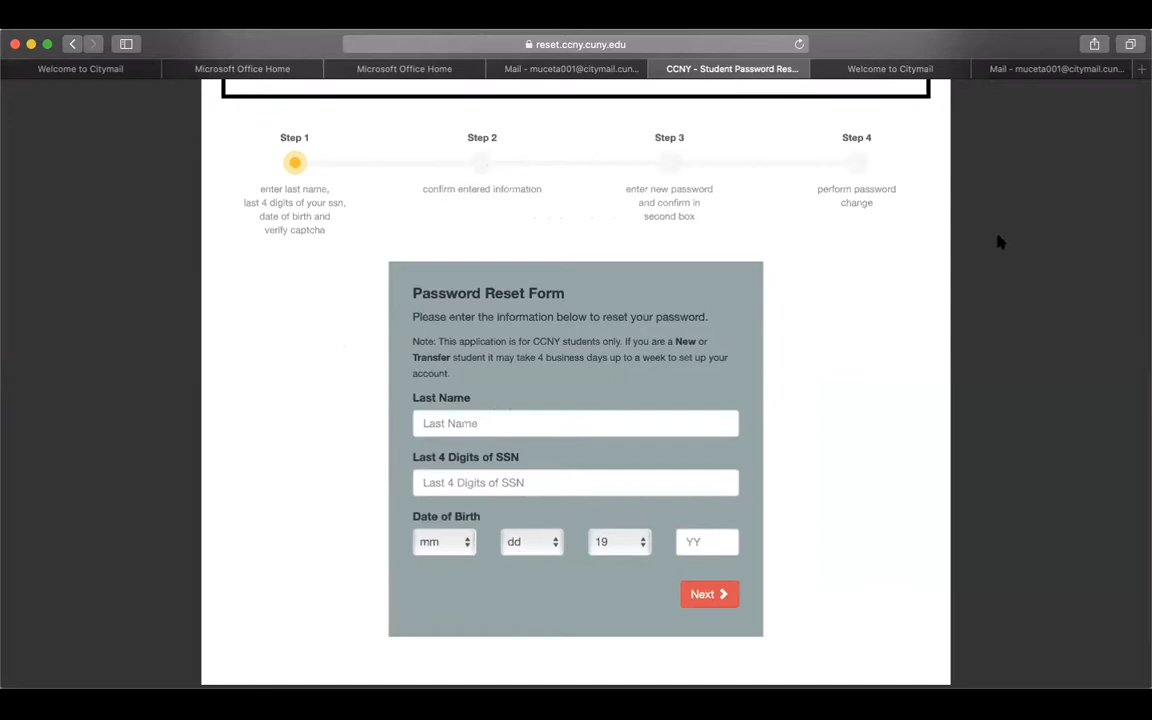 reset.ccny.cuny.edu
Welcome to Citymail
Microsoft Office Home
Microsoft Office Home
Mail - muceta001@citymail.cun...
CCNY - Student Password Res...
Welcome to Citymail
Mail - muceta001@citymail.cun...
Step 1
Step 2
Step 3
Step 4
enter last name,
last 4 digits of your ssn,
date of birth and
verify captcha
confirm entered information
enter new password
and confirm in
second box
perform password
change
Password Reset Form
Please enter the information below to reset your password.
Note: This application is for CCNY students only. If you are a New or
Transfer student it may take 4 business days up to a week to set up your
account.
Last Name
Last Name
Last 4 Digits of SSN
Last 4 Digits of SSN
Date of Birth
mm
dd
19
YY
Next